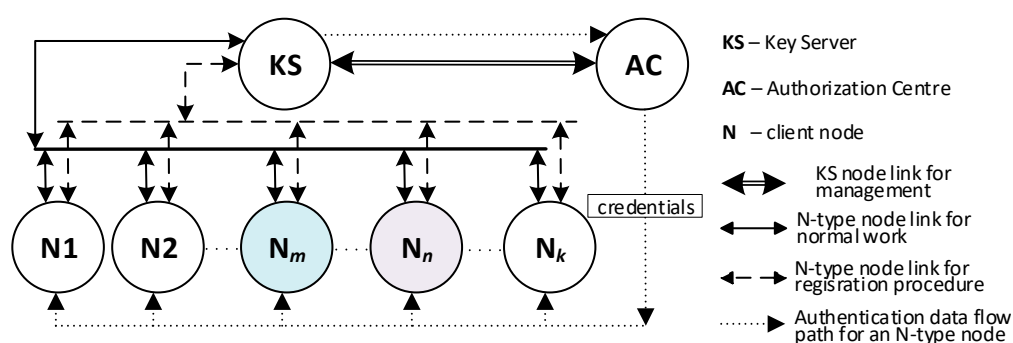 KS
AC
KS – Key Server
AC – Authorization Centre
N – client node
KS node link for
management
credentials
N-type node link for
normal work
N1
N2
Nm
Nn
Nk
N-type node link for
regisration procedure
Authentication data flow
path for an N-type node